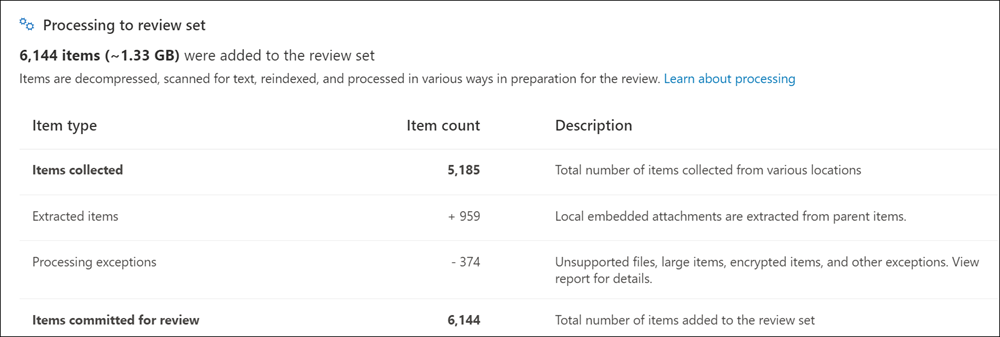 Processing to review set
6,144 items (~1.33 GB) were added to the review set
Items are decompressed, scanned for text, reindexed, and processed in various ways in preparation for the review. Learn about processing
Item type Item count Description
Items collected 5,185 Total number of items collected from various locations
Extracted items + 959 Local embedded attachments are extracted from parent items.
Processing exceptions - 374 Unsupported files, large items, encrypted items, and other exceptions. View
report for details.
Items committed for review 6,144 Total number of items added to the review set